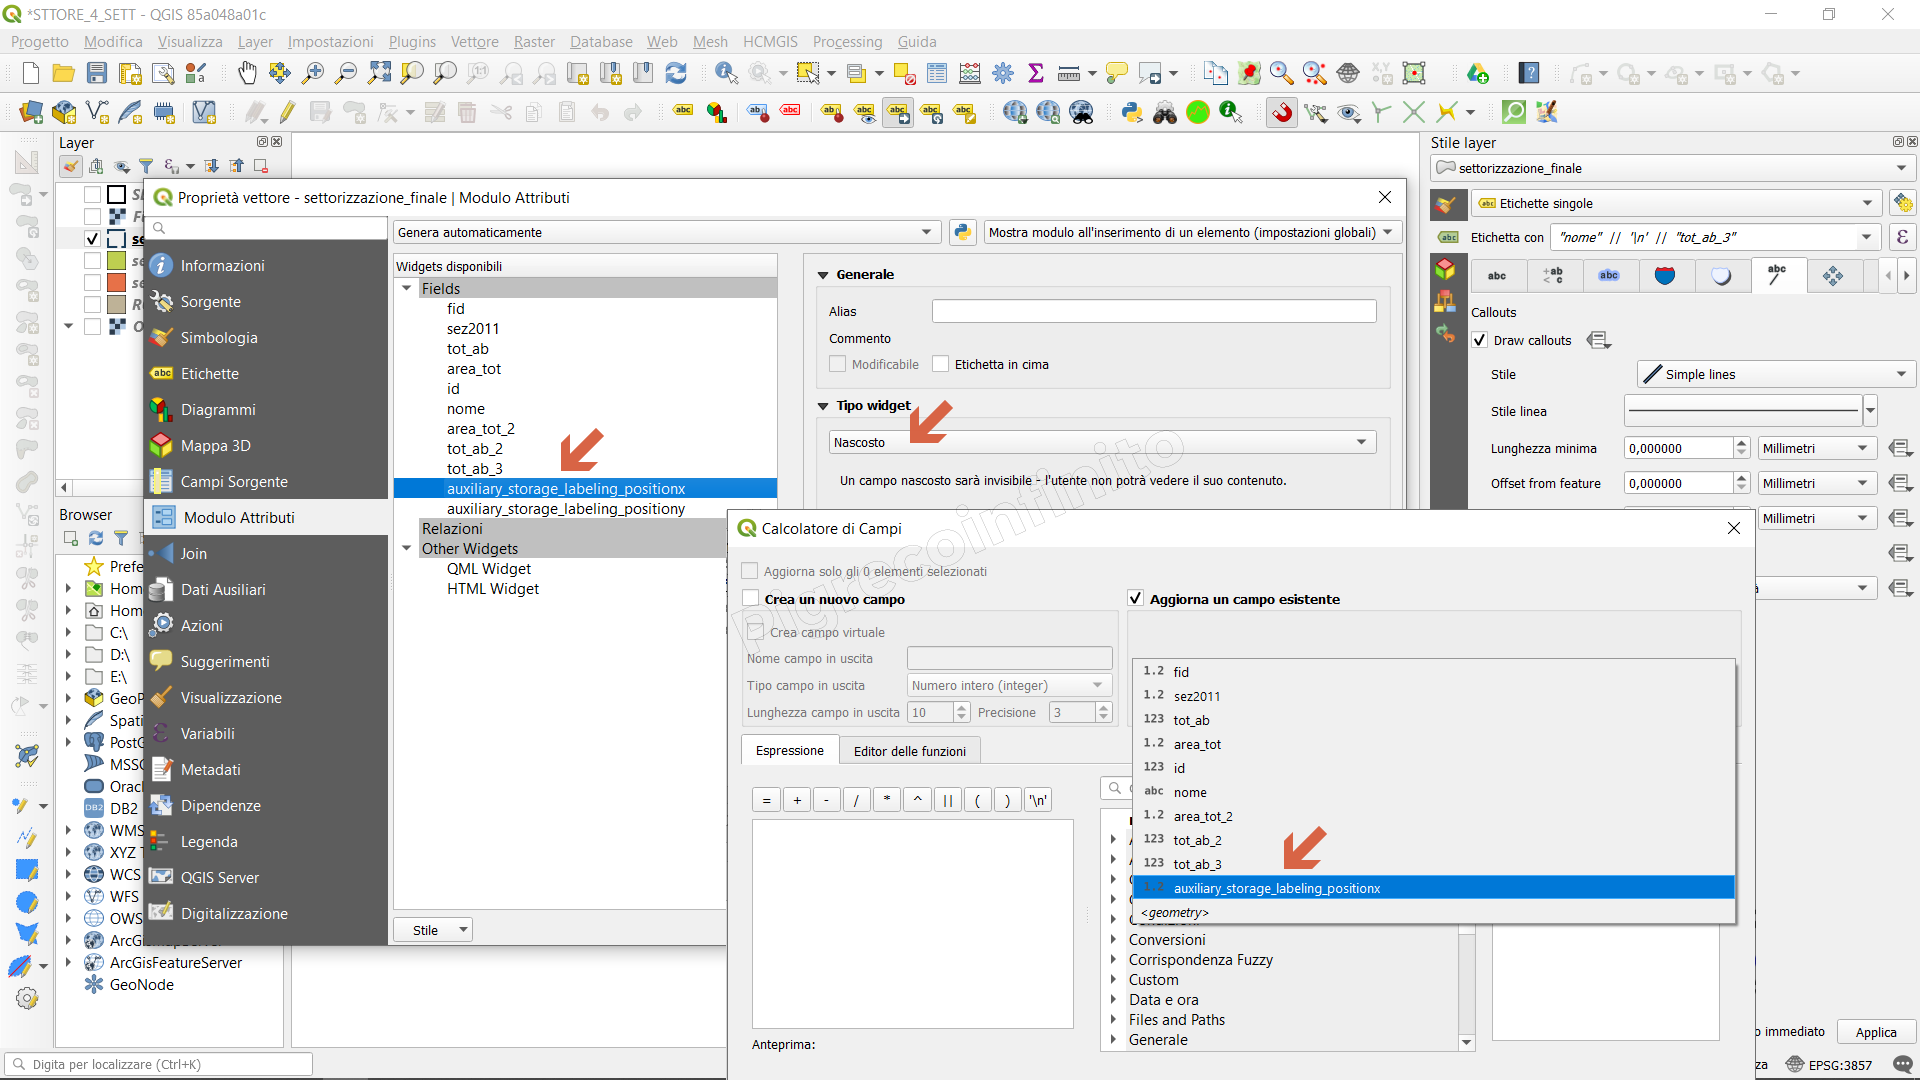 *STTORE_4_SETT - QGIS 85a048a01c
Progetto Modifica Visualizza Layer Impostazioni Plugins Vettore Raster Database Web Mesh HCMGIS Processing Guida
Layer
Browser
Prefe
Home
Hom
C:\
D:\
E:\
GeoP
Spati
PostG
MSSQ
Oracl
DB2
WMS
XYZ T
WCS
WFS
OWS
ArcGisMapServer
ArcGisFeatureServer
GeoNode
Digita per localizzare (Ctrl+K)
Proprietà vettore - settorizzazione_finale | Modulo Attributi
Informazioni
Sorgente
Simbologia
Etichette
Diagrammi
Mappa 3D
Campi Sorgente
Modulo Attributi
Join
Dati Ausiliari
Azioni
Suggerimenti
Visualizzazione
Variabili
Metadati
Dipendenze
Legenda
QGIS Server
Digitalizzazione
Genera automaticamente
Mostra modulo all'inserimento di un elemento (impostazioni globali)
Widgets disponibili
Fields
fid
sez2011
tot_ab
area_tot
id
nome
area_tot_2
tot_ab_2
tot_ab_3
auxiliary_storage_labeling_positionx
auxiliary_storage_labeling_positiony
Relazioni
Other Widgets
QML Widget
HTML Widget
Stile
Generale
Alias
Commento
Modificabile Etichetta in cima
Tipo widget
Nascosto
Un campo nascosto sarà invisibile - l'utente non potrà vedere il suo contenuto.
pigrecoinfinito
Calcolatore di Campi
Aggiorna solo gli 0 elementi selezionati
Crea un nuovo campo
Aggiorna un campo esistente
Crea campo virtuale
Nome campo in uscita
Tipo campo in uscita Numero intero (integer)
Lunghezza campo in uscita 10 Precisione 3
Espressione Editor delle funzioni
= + - / * ^ || ( ) '\n'
Anteprima:
1.2 fid
1.2 sez2011
123 tot_ab
1.2 area_tot
123 id
abc nome
1.2 area_tot_2
123 tot_ab_2
123 tot_ab_3
1.2 auxiliary_storage_labeling_positionx
<geometry>
Conversioni
Corrispondenza Fuzzy
Custom
Data e ora
Files and Paths
Generale
Stile layer
settorizzazione_finale
Etichette singole
Etichetta con "nome" // '\n' // "tot_ab_3"
Callouts
Draw callouts
Stile Simple lines
Stile linea
Lunghezza minima 0,000000 Millimetri
Offset from feature 0,000000 Millimetri
Millimetri
o immediato Applica
za EPSG:3857